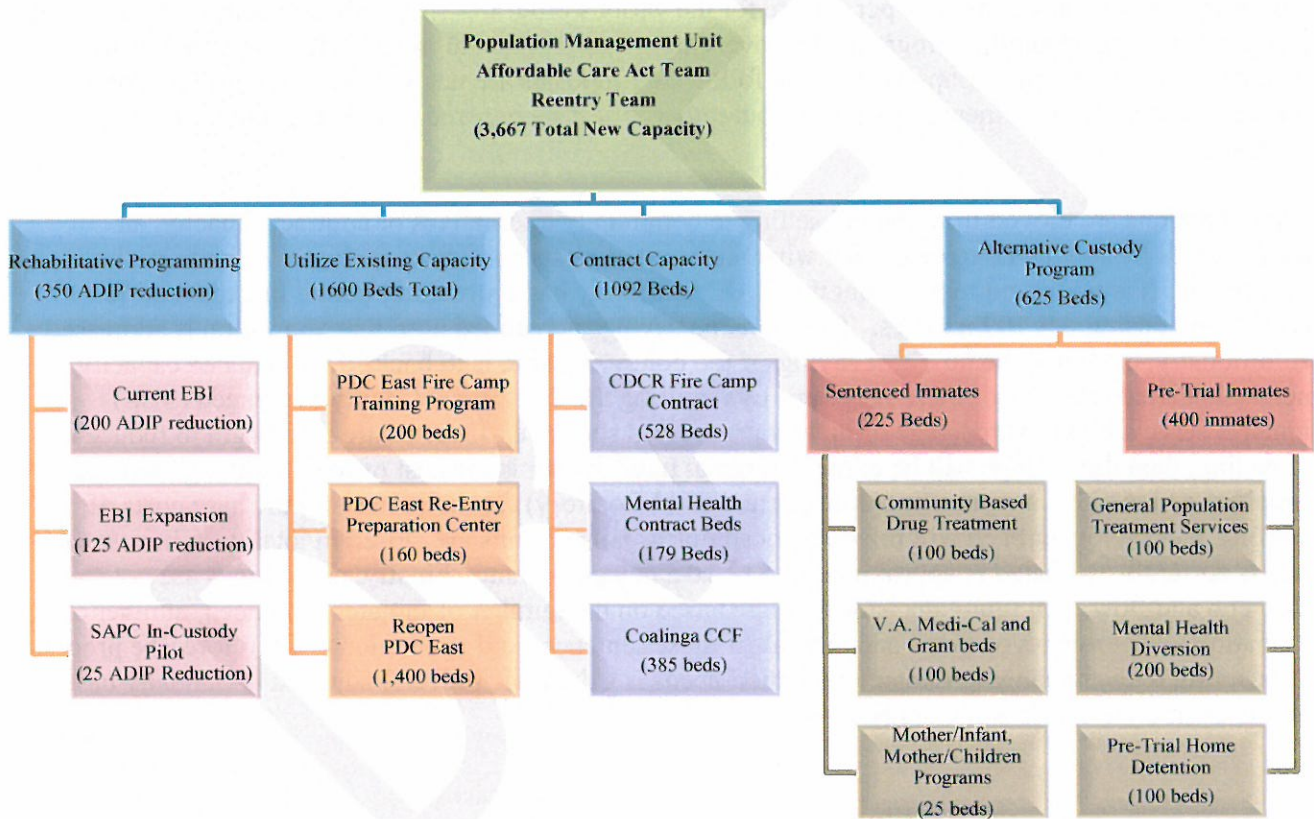 Population Management Unit
Affordable Care Act Team
Reentry Team
(3,667 Total New Capacity)
Rehabilitative Programming
(350 ADIP reduction)
Utilize Existing Capacity
(1600 Beds Total)
Contract Capacity
(1092 Beds)
Alternative Custody
Program
(625 Beds)
Current EBI
(200 ADIP reduction)
EBI Expansion
(125 ADIP reduction)
SAPC In-Custody
Pilot
(25 ADIP Reduction)
PDC East Fire Camp
Training Program
(200 beds)
PDC East Re-Entry
Preparation Center
(160 beds)
Reopen
PDC East
(1,400 beds)
CDCR Fire Camp
Contract
(528 Beds)
Mental Health
Contract Beds
(179 Beds)
Coalinga CCF
(385 beds)
Sentenced Inmates
(225 Beds)
Community Based
Drug Treatment
(100 beds)
V.A. Medi-Cal and
Grant beds
(100 beds)
Mother/Infant,
Mother/Children
Programs
(25 beds)
Pre-Trial Inmates
(400 inmates)
General Population
Treatment Services
(100 beds)
Mental Health
Diversion
(200 beds)
Pre-Trial Home
Detention
(100 beds)
DRAFT